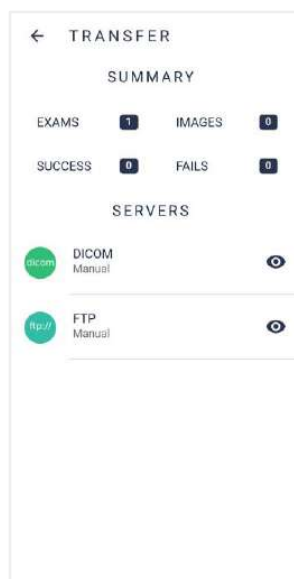 TRANSFER
SUMMARY
EXAMS 1 IMAGES 0
SUCCESS 0 FAILS 0
SERVERS
dicom DICOM
Manual
ftp:// FTP
Manual